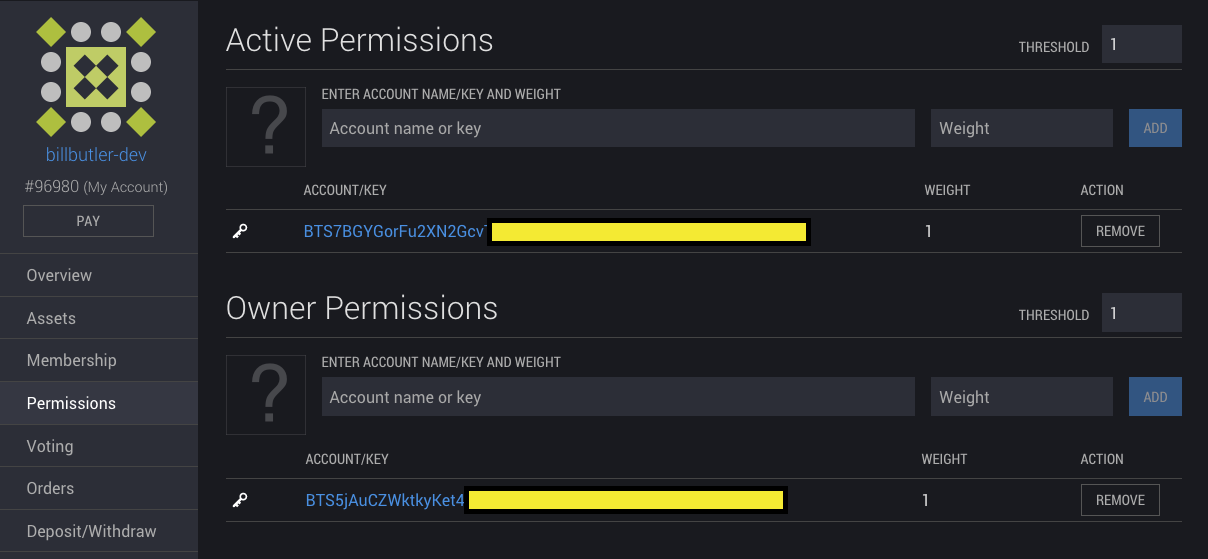 billbutler-dev
#96980 (My Account)
PAY
Overview
Assets
Membership
Permissions
Voting
Orders
Deposit/Withdraw
Active Permissions
THRESHOLD 1
ENTER ACCOUNT NAME/KEY AND WEIGHT
Account name or key Weight ADD
ACCOUNT/KEY WEIGHT ACTION
BTS7BGYGorFu2XN2Gcv 1 REMOVE
Owner Permissions
THRESHOLD 1
ENTER ACCOUNT NAME/KEY AND WEIGHT
Account name or key Weight ADD
ACCOUNT/KEY WEIGHT ACTION
BTS5jAuCZWktkyKet4 1 REMOVE